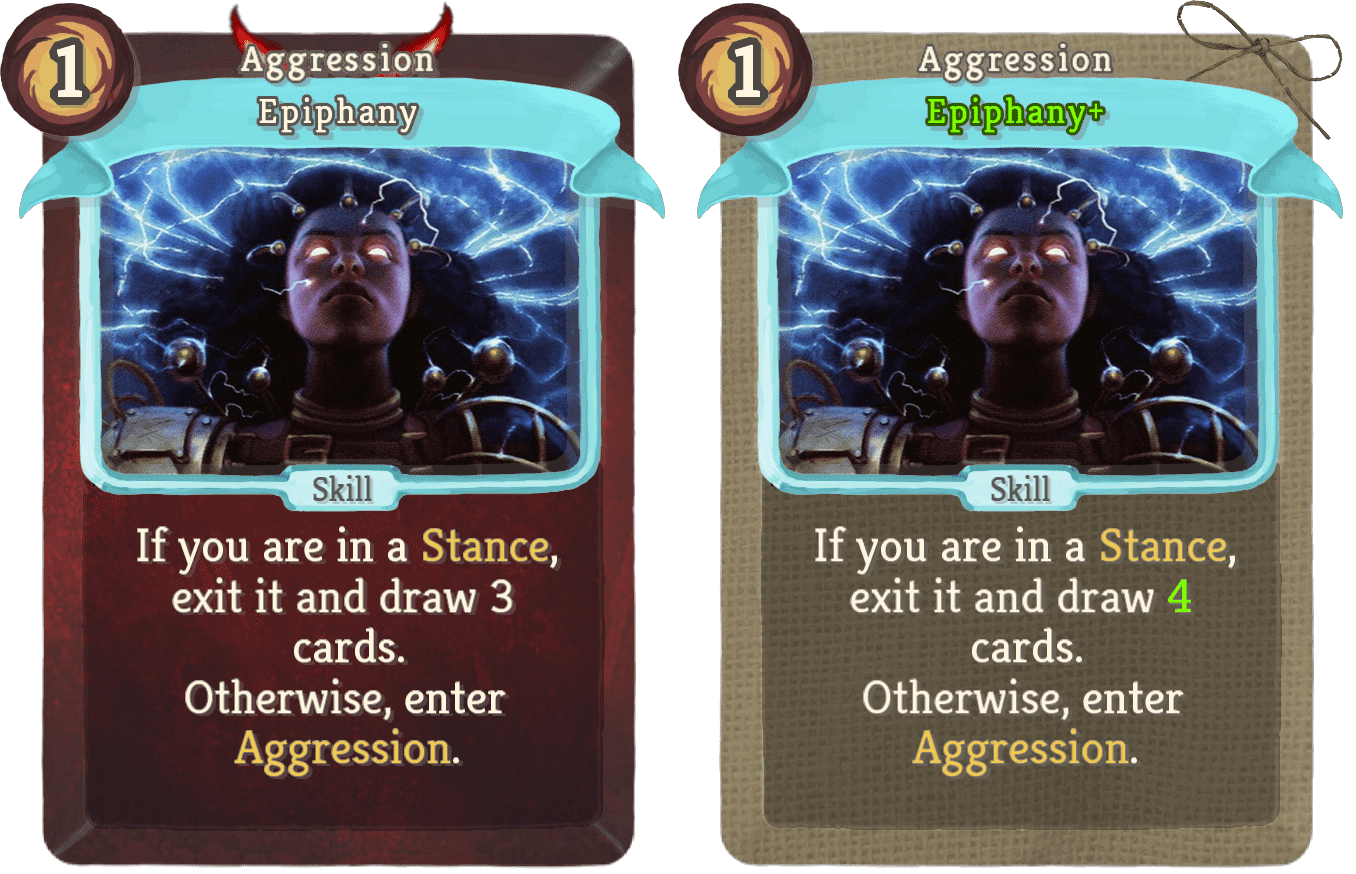 1
Aggression
Epiphany
Skill
If you are in a Stance,
exit it and draw 3
cards.
Otherwise, enter
Aggression.
1
Aggression
Epiphany+
Skill
If you are in a Stance,
exit it and draw 4
cards.
Otherwise, enter
Aggression.